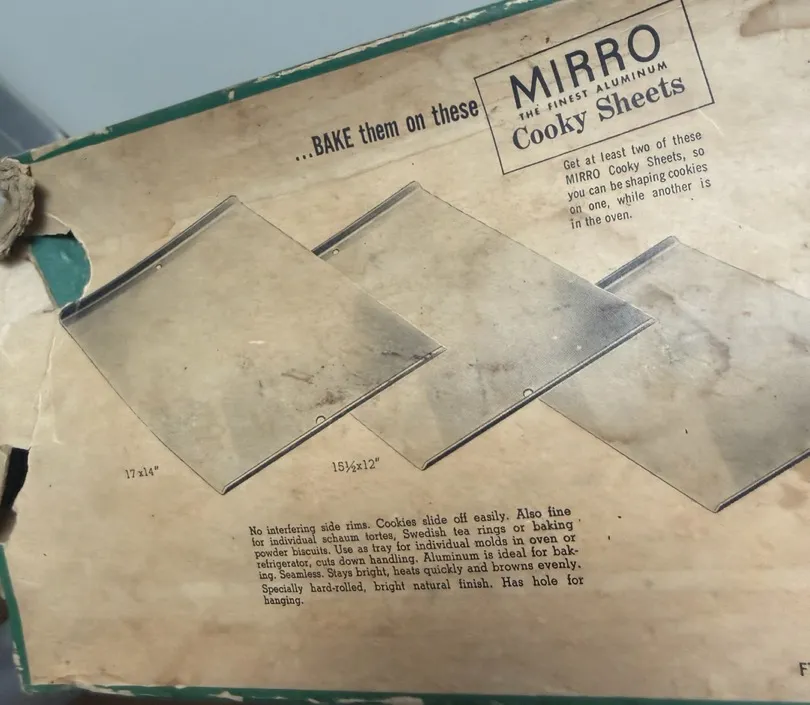 ...BAKE them on these
MIRRO
THE FINEST ALUMINUM
Cooky Sheets
Get at least two of these
MIRRO Cooky Sheets, so
you can be shaping cookies
on one, while another is
in the oven.
17x14"
15½x12"
No interfering side rims. Cookies slide off easily. Also fine
for individual schaum tortes, Swedish tea rings or baking
powder biscuits. Use as tray for individual molds in oven or
refrigerator, cuts down handling. Aluminum is ideal for bak-
ing. Seamless. Stays bright, heats quickly and browns evenly.
Specially hard-rolled, bright natural finish. Has hole for
hanging.